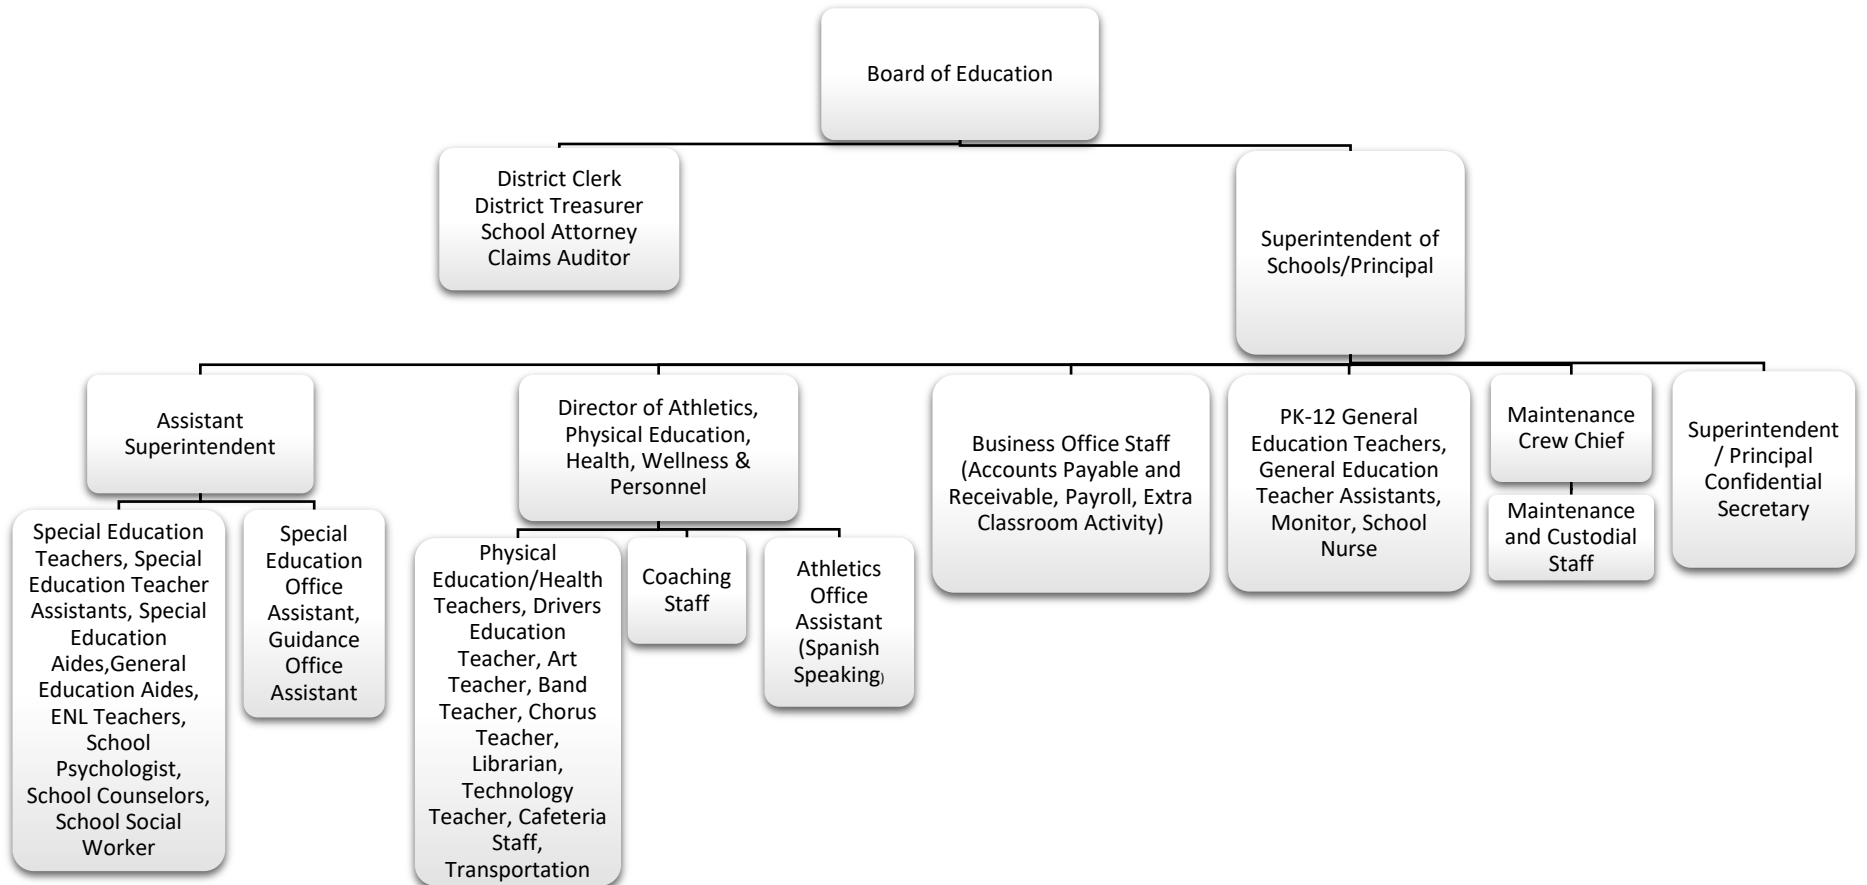 Board of Education
District Clerk
District Treasurer
School Attorney
Claims Auditor
Superintendent of
Schools/Principal
Assistant
Superintendent
Director of Athletics,
Physical Education,
Health, Wellness &
Personnel
Business Office Staff
(Accounts Payable and
Receivable, Payroll, Extra
Classroom Activity)
PK-12 General
Education Teachers,
General Education
Teacher Assistants,
Monitor, School
Nurse
Maintenance
Crew Chief
Superintendent
/ Principal
Confidential
Secretary
Special Education
Teachers, Special
Education Teacher
Assistants, Special
Education
Aides,General
Education Aides,
ENL Teachers,
School
Psychologist,
School Counselors,
School Social
Worker
Special
Education
Office
Assistant,
Guidance
Office
Assistant
Physical
Education/Health
Teachers, Drivers
Education
Teacher, Art
Teacher, Band
Teacher, Chorus
Teacher,
Librarian,
Technology
Teacher, Cafeteria
Staff,
Transportation
Coaching
Staff
Athletics
Office
Assistant
(Spanish
Speaking)
Maintenance
and Custodial
Staff